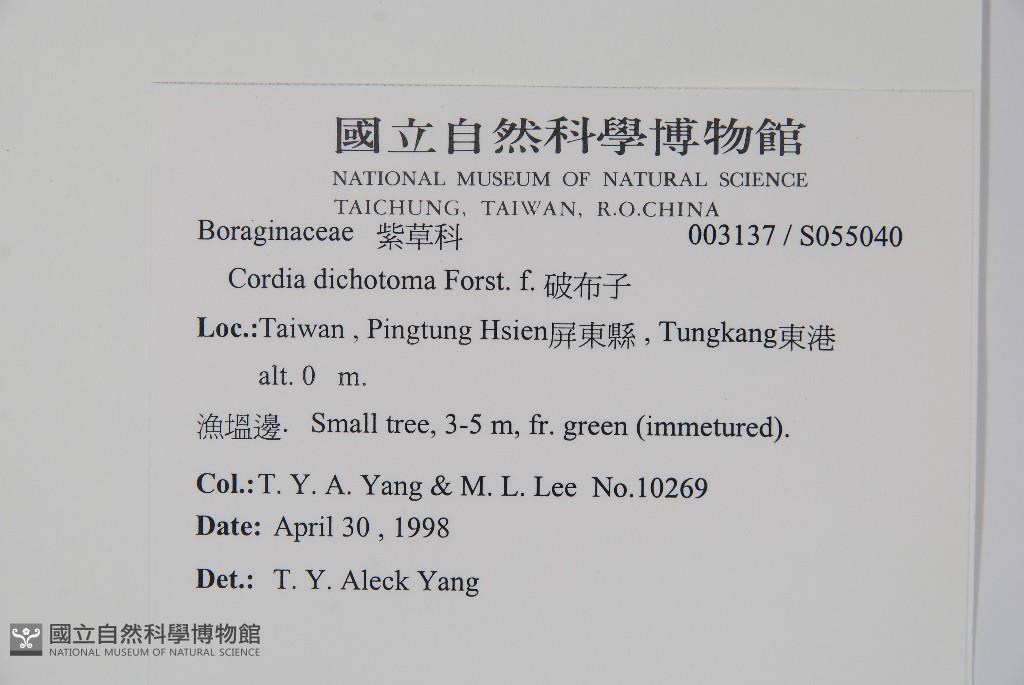 國立自然科學博物館
NATIONAL MUSEUM OF NATURAL SCIENCE
TAICHUNG, TAIWAN, R.O.CHINA
Boraginaceae 紫草科 003137 / S055040
Cordia dichotoma Forst. f. 破布子
Loc.:Taiwan , Pingtung Hsien屏東縣 , Tungkang東港
alt. 0 m.
漁塭邊. Small tree, 3-5 m, fr. green (immetured).
Col.:T. Y. A. Yang & M. L. Lee No.10269
Date: April 30 , 1998
Det.: T. Y. Aleck Yang
國立自然科學博物館
NATIONAL MUSEUM OF NATURAL SCIENCE